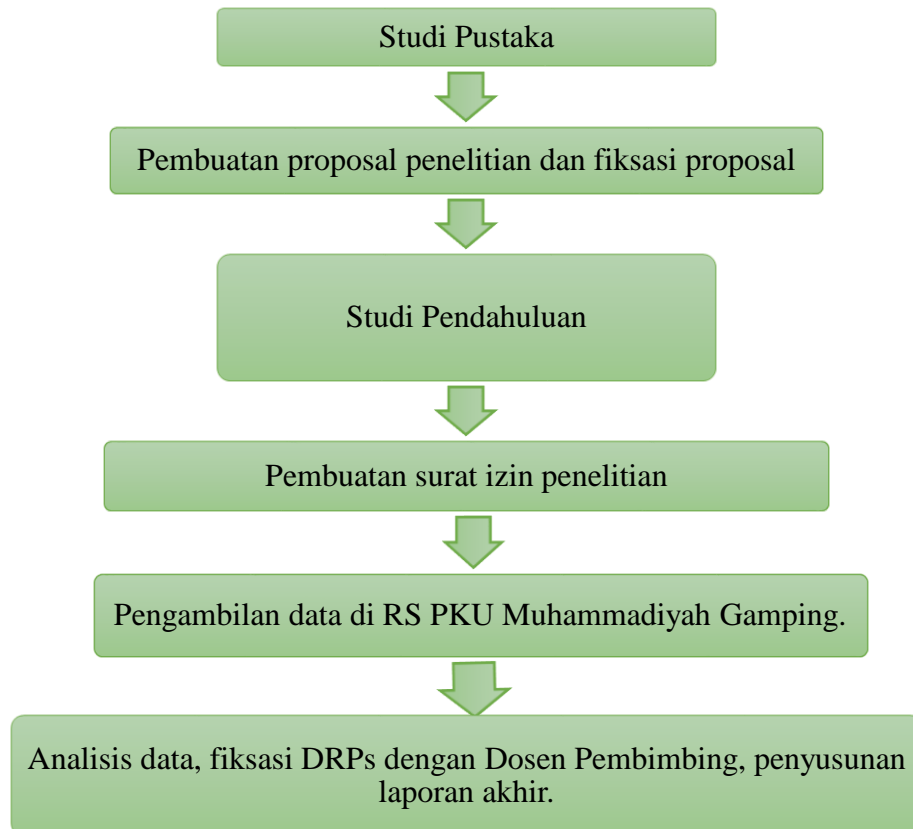 Studi Pustaka
Pembuatan proposal penelitian dan fiksasi proposal
Studi Pendahuluan
Pembuatan surat izin penelitian
Pengambilan data di RS PKU Muhammadiyah Gamping.
Analisis data, fiksasi DRPs dengan Dosen Pembimbing, penyusunan
laporan akhir.